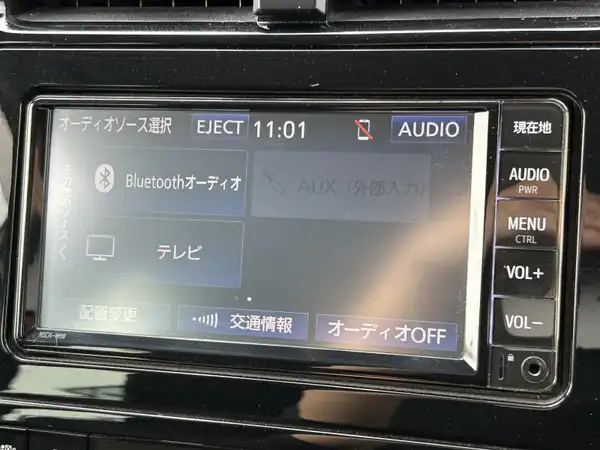 オーディオソース選択 EJECT 11:01 AUDIO
Bluetoothオーディオ
AUX (外部入力)
テレビ
配置変更
交通情報
オーディオOFF
NSCN-W68
現在地
AUDIO
PWR
MENU
CTRL
VOL+
VOL-